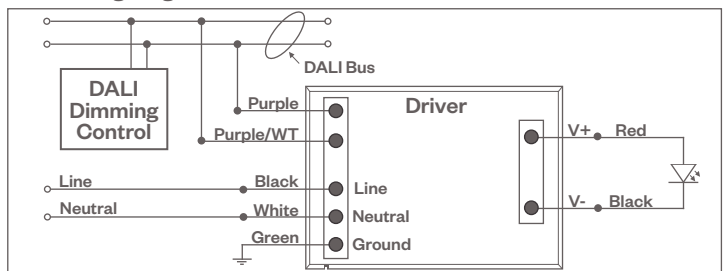 DALI Bus
DALI
Dimming
Control
Driver
Purple
Purple/WT
V+ Red
Line Black Line
Neutral White Neutral
V- Black
Green Ground